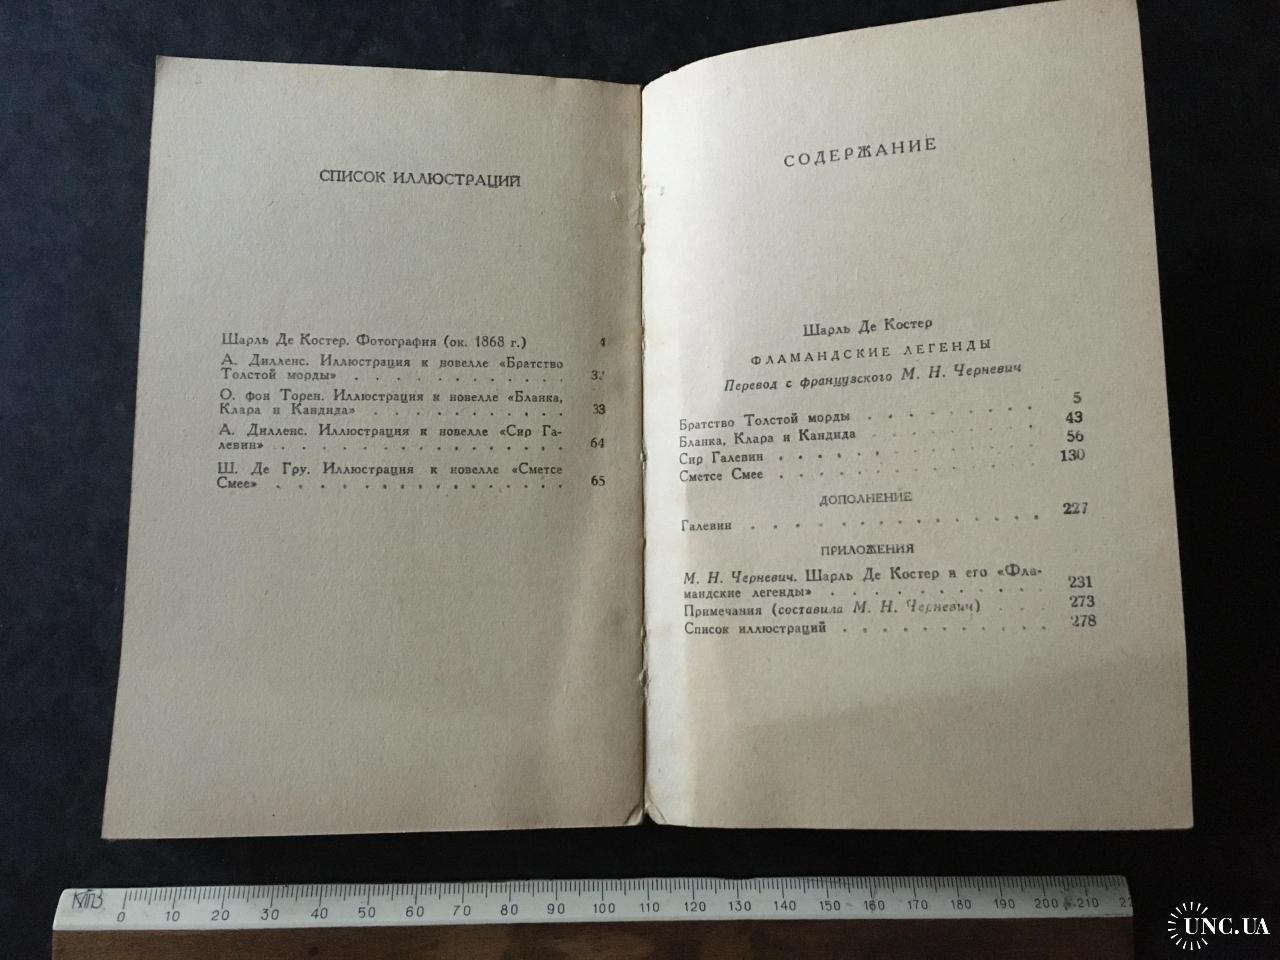 СПИСОК ИЛЛЮСТРАЦИЙ
Шарль Де Костер. Фотография (ок. 1868 г.) 4
А. Дилленс. Иллюстрация к новелле «Братство
Толстой морды» . . . . . . . . . . .
О. фон Торен. Иллюстрация к новелле «Бланка,
Клара и Кандида» . . . . . . . . . . 33
А. Дилленс. Иллюстрация к новелле «Сир Га-
левин» . . . . . . . . . . . . . . . 64
Ш. Де Гру. Иллюстрация к новелле «Сметсе
Смее» . . . . . . . . . . . . . . . 65
СОДЕРЖАНИЕ
Шарль Де Костер
ФЛАМАНДСКИЕ ЛЕГЕНДЫ
Перевод с французского М. Н. Черневич
Братство Толстой морды . . . . . . . 5
Бланка, Клара и Кандида . . . . . . . 43
Сир Галевин . . . . . . . . . . . . 56
Сметсе Смее . . . . . . . . . . . . 130
ДОПОЛНЕНИЕ
Галевин . . . . . . . . . . . . . 227
ПРИЛОЖЕНИЯ
М. Н. Черневич. Шарль Де Костер и его «Фла-
мандские легенды» . . . . . . . . . . 231
Примечания (составила М. Н. Черневич) . . . 273
Список иллюстраций . . . . . . . . . . 278
КПЗ
0 10 20 30 40 50 60 70 80 90 100 110 120 130 140 150 160 170 180 190 200 210
UNC.UA